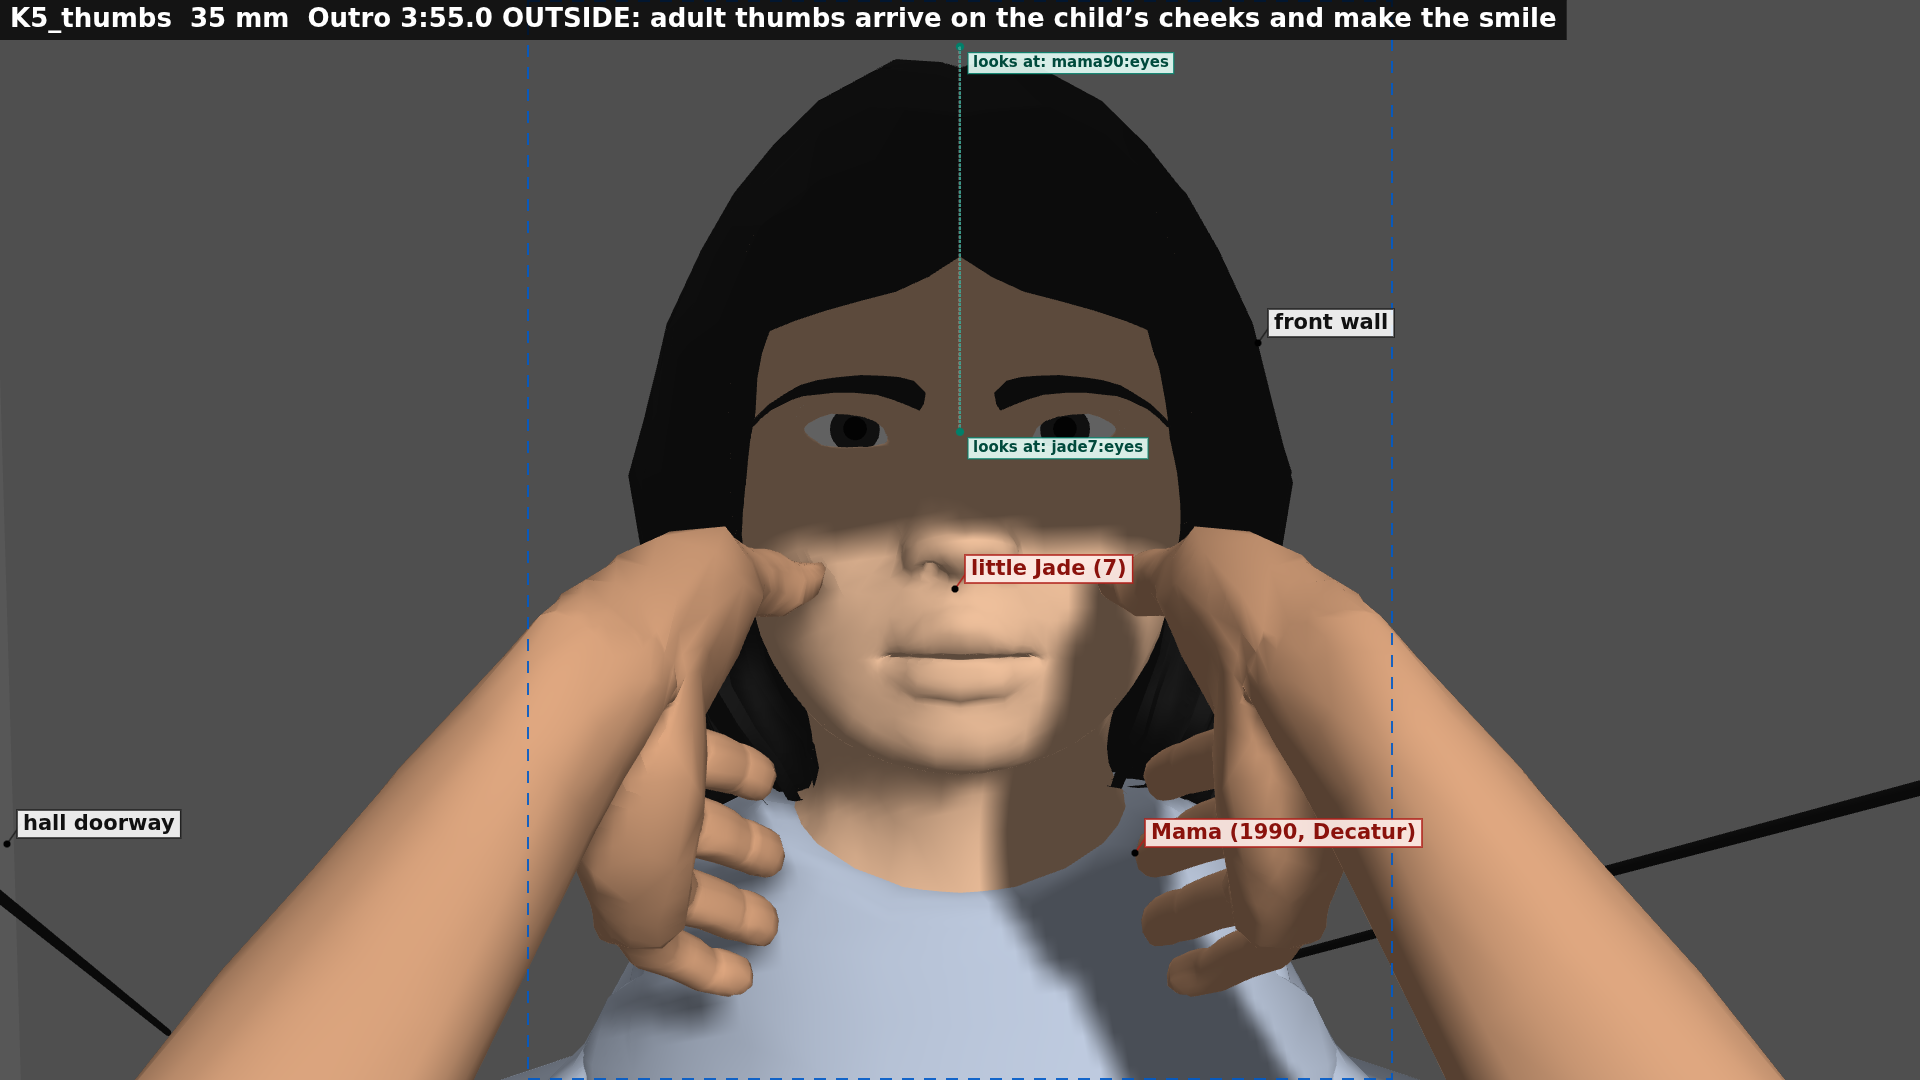 K5_thumbs  35 mm  Outro 3:55.0 OUTSIDE: adult thumbs arrive on the child’s cheeks and make the smile
looks at: mama90:eyes
front wall
looks at: jade7:eyes
little Jade (7)
hall doorway
Mama (1990, Decatur)